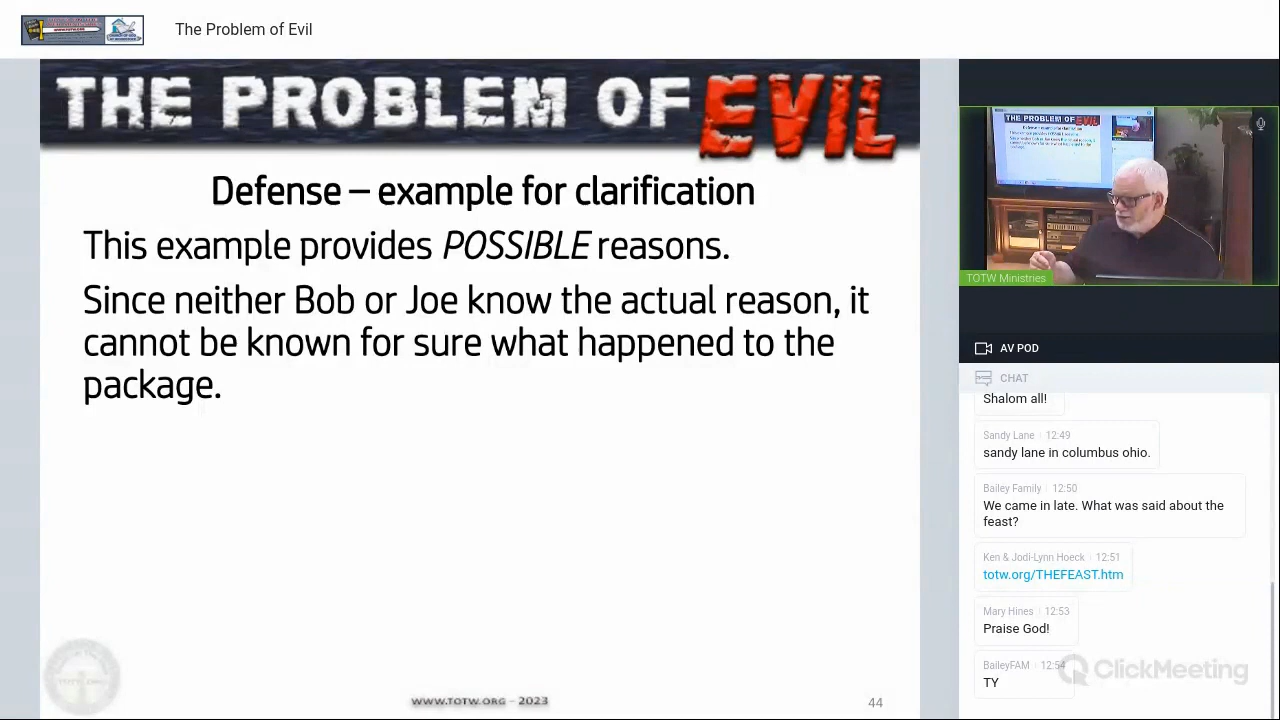 The Problem of Evil
THE PROBLEM OF EVIL
Defense – example for clarification
This example provides POSSIBLE reasons.
Since neither Bob or Joe know the actual reason, it
cannot be known for sure what happened to the
package.
WWW.TOTW.ORG - 2023
44
TOTW Ministries
AV POD
CHAT
Shalom all!
Sandy Lane 12:49
sandy lane in columbus ohio.
Bailey Family 12:50
We came in late. What was said about the
feast?
Ken & Jodi-Lynn Hoeck 12:51
totw.org/THEFEAST.htm
Mary Hines 12:53
Praise God!
BaileyFAM 12:54
TY
ClickMeeting